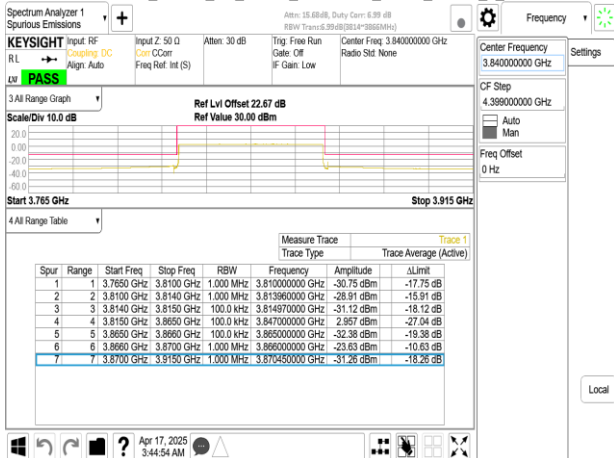 Spectrum Analyzer 1
Spurious Emissions
Attn: 15.68dB, Duty Corr: 6.99 dB
RBW Trans:6.99dB(3814~3866MHz)
Frequency
KEYSIGHT
Input: RF
Coupling: DC
Align: Auto
Input Z: 50 Ω
Corr CCorr
Freq Ref: Int (S)
Atten: 30 dB
Trig: Free Run
Gate: Off
IF Gain: Low
Center Freq: 3.840000000 GHz
Radio Std: None
RL
LXI
PASS
Center Frequency
3.840000000 GHz
Settings
CF Step
4.399000000 GHz
Auto
Man
Freq Offset
0 Hz
Local
3 All Range Graph
Scale/Div 10.0 dB
Ref Lvl Offset 22.67 dB
Ref Value 30.00 dBm
20.0
0.00
-20.0
-40.0
-60.0
Start 3.765 GHz
Stop 3.915 GHz
4 All Range Table
Measure Trace Trace 1
Trace Type Trace Average (Active)
Spur Range Start Freq Stop Freq RBW Frequency Amplitude ΔLimit
1 1 3.7650 GHz 3.8100 GHz 1.000 MHz 3.810000000 GHz -30.75 dBm -17.75 dB
2 2 3.8100 GHz 3.8140 GHz 1.000 MHz 3.813960000 GHz -28.91 dBm -15.91 dB
3 3 3.8140 GHz 3.8150 GHz 100.0 kHz 3.814970000 GHz -31.12 dBm -18.12 dB
4 4 3.8150 GHz 3.8650 GHz 100.0 kHz 3.847000000 GHz 2.957 dBm -27.04 dB
5 5 3.8650 GHz 3.8660 GHz 100.0 kHz 3.865000000 GHz -32.38 dBm -19.38 dB
6 6 3.8660 GHz 3.8700 GHz 1.000 MHz 3.866000000 GHz -23.63 dBm -10.63 dB
7 7 3.8700 GHz 3.9150 GHz 1.000 MHz 3.870450000 GHz -31.26 dBm -18.26 dB
Apr 17, 2025
3:44:54 AM